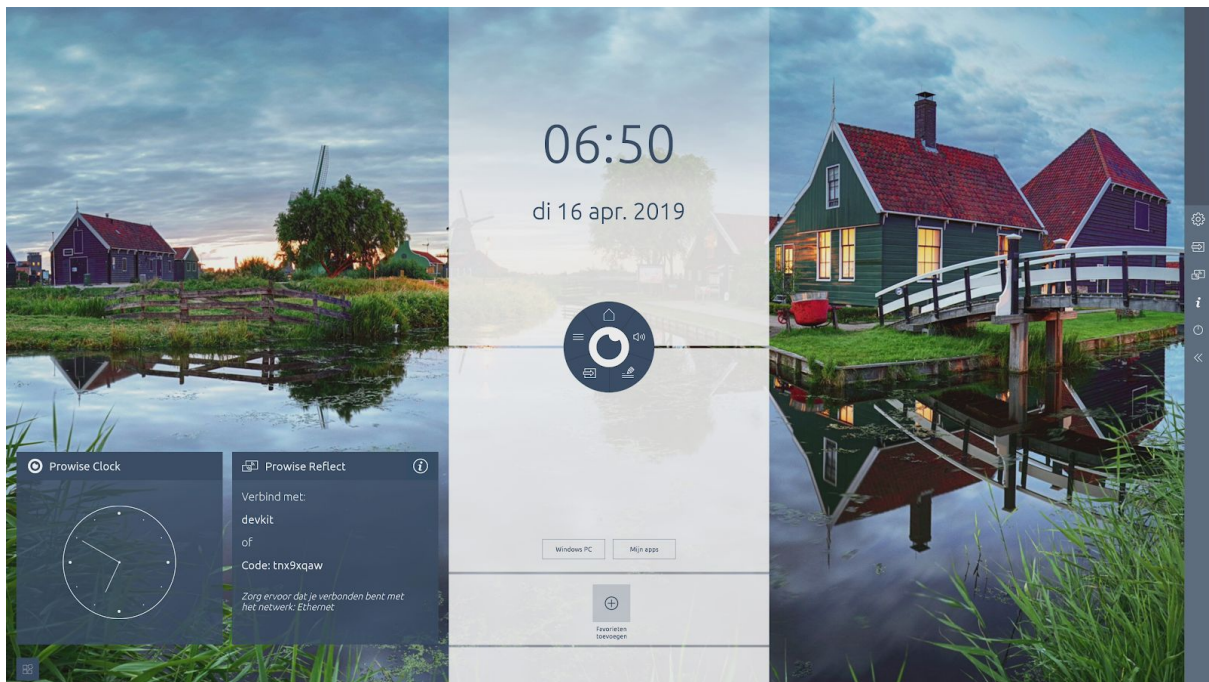 06:50
di 16 apr. 2019
Prowise Clock
Prowise Reflect
Verbind met:
devkit
of
Code: tnx9xqaw
Zorg ervoor dat je verbonden bent met
het netwerk: Ethernet
Windows PC
Mijn apps
Favorieten
toevoegen